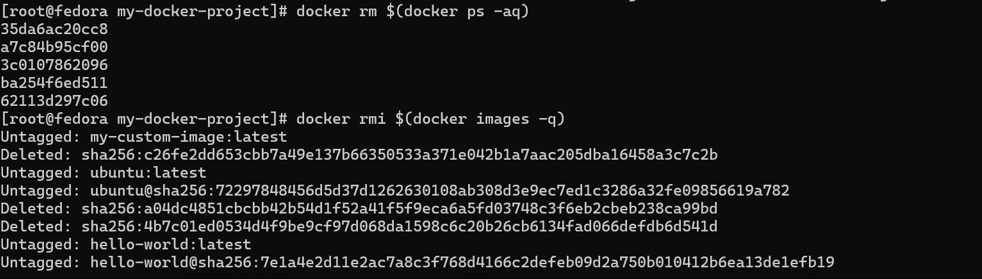 [root@fedora my-docker-project]# docker rm $(docker ps -aq)
35da6ac20cc8
a7c84b95cf00
3c0107862096
ba254f6ed511
62113d297c06
[root@fedora my-docker-project]# docker rmi $(docker images -q)
Untagged: my-custom-image:latest
Deleted: sha256:c26fe2dd653cbb7a49e137b66350533a371e042b1a7aac205dba16458a3c7c2b
Untagged: ubuntu:latest
Untagged: ubuntu@sha256:72297848456d5d37d1262630108ab308d3e9ec7ed1c3286a32fe09856619a782
Deleted: sha256:a04dc4851cbcbb42b54d1f52a41f5f9eca6a5fd03748c3f6eb2cbeb238ca99bd
Deleted: sha256:4b7c01ed0534d4f9be9cf97d068da1598c6c20b26cb6134fad066defdb6d541d
Untagged: hello-world:latest
Untagged: hello-world@sha256:7e1a4e2d11e2ac7a8c3f768d4166c2defeb09d2a750b010412b6ea13de1efb19